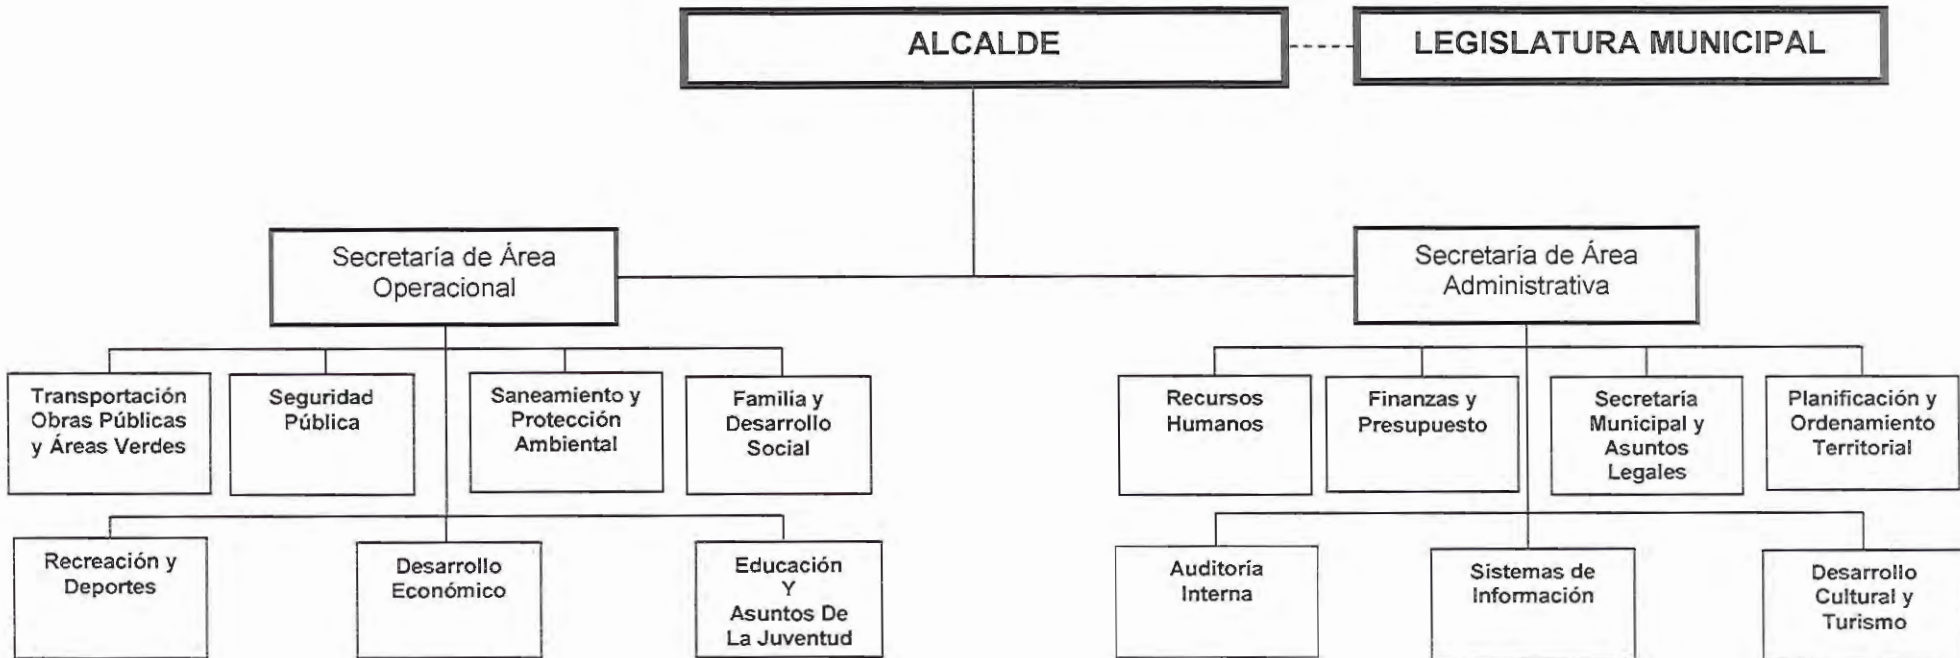 ALCALDE
LEGISLATURA MUNICIPAL
Secretaría de Área
Operacional
Secretaría de Área
Administrativa
Transportación
Obras Públicas
y Áreas Verdes
Seguridad
Pública
Saneamiento y
Protección
Ambiental
Familia y
Desarrollo
Social
Recursos
Humanos
Finanzas y
Presupuesto
Secretaría
Municipal y
Asuntos
Legales
Planificación y
Ordenamiento
Territorial
Recreación y
Deportes
Desarrollo
Económico
Educación
Y
Asuntos De
La Juventud
Auditoría
Interna
Sistemas de
Información
Desarrollo
Cultural y
Turismo